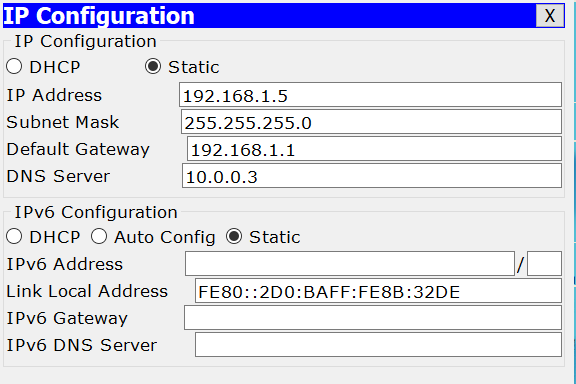 IP Configuration X
IP Configuration
DHCP Static
IP Address 192.168.1.5
Subnet Mask 255.255.255.0
Default Gateway 192.168.1.1
DNS Server 10.0.0.3
IPv6 Configuration
DHCP Auto Config Static
IPv6 Address /
Link Local Address FE80::2D0:BAFF:FE8B:32DE
IPv6 Gateway
IPv6 DNS Server